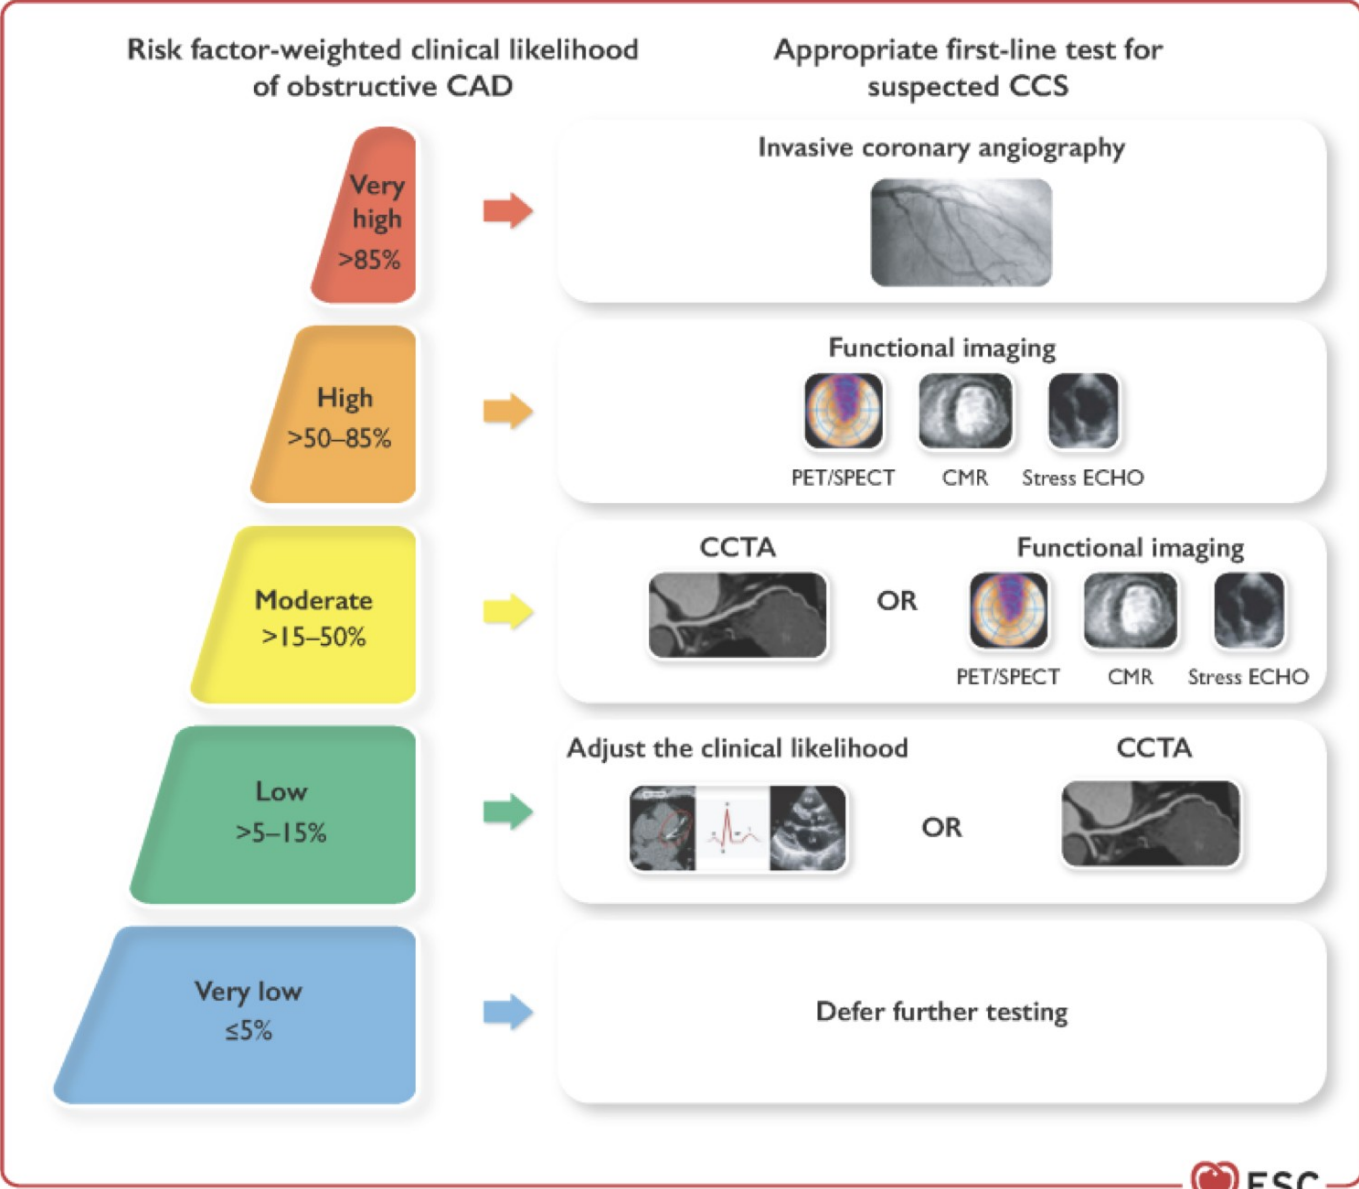 Risk factor-weighted clinical likelihood
of obstructive CAD
Appropriate first-line test for
suspected CCS
Very
high
>85%
Invasive coronary angiography
High
>50–85%
Functional imaging
PET/SPECT
CMR
Stress ECHO
Moderate
>15–50%
CCTA
OR
Functional imaging
PET/SPECT
CMR
Stress ECHO
Low
>5–15%
Adjust the clinical likelihood
OR
CCTA
Very low
≤5%
Defer further testing
ESC